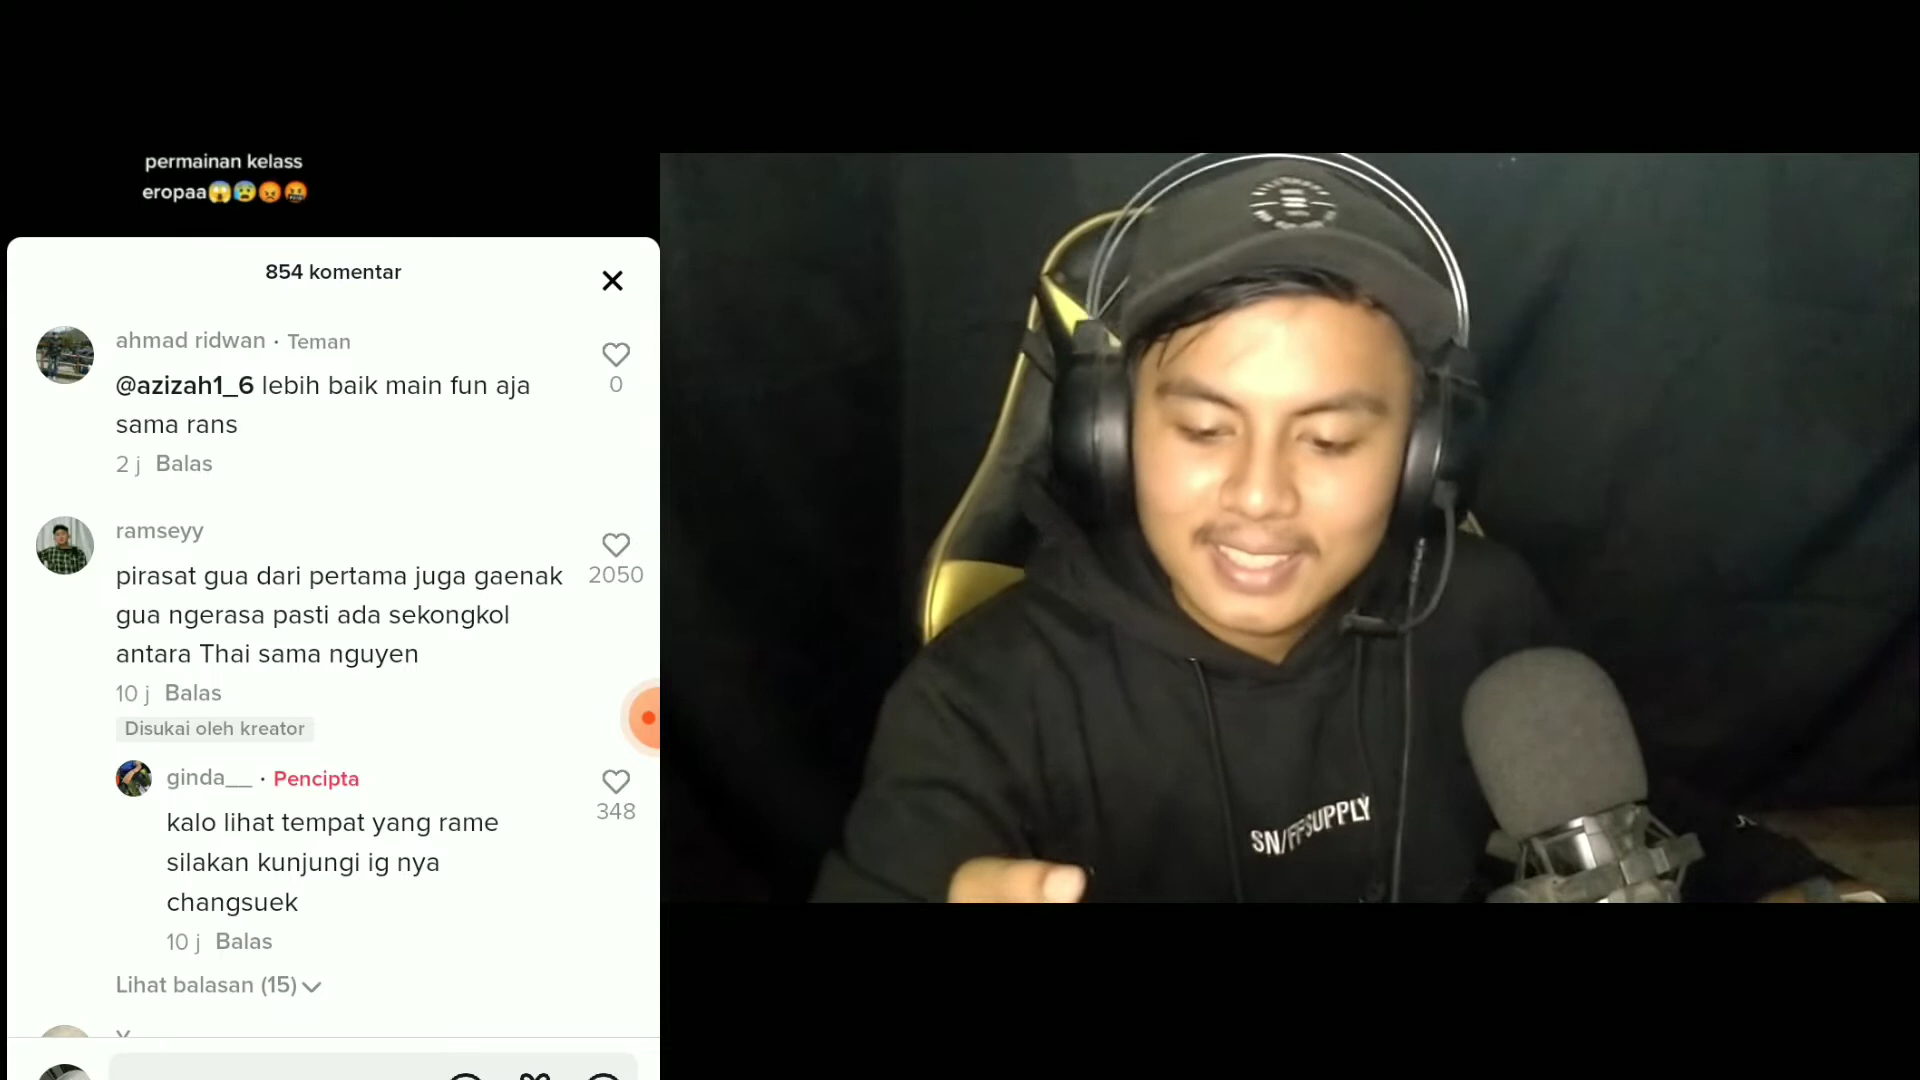 permainan kelass
eropaa😱😰😡🤬
854 komentar
ahmad ridwan · Teman
@azizah1_6 lebih baik main fun aja
sama rans
0
2 j Balas
ramseyy
pirasat gua dari pertama juga gaenak
gua ngerasa pasti ada sekongkol
antara Thai sama nguyen
2050
10 j Balas
Disukai oleh kreator
ginda__ · Pencipta
kalo lihat tempat yang rame
silakan kunjungi ig nya
changsuek
348
10 j Balas
Lihat balasan (15)
SN/FFSUPPLY